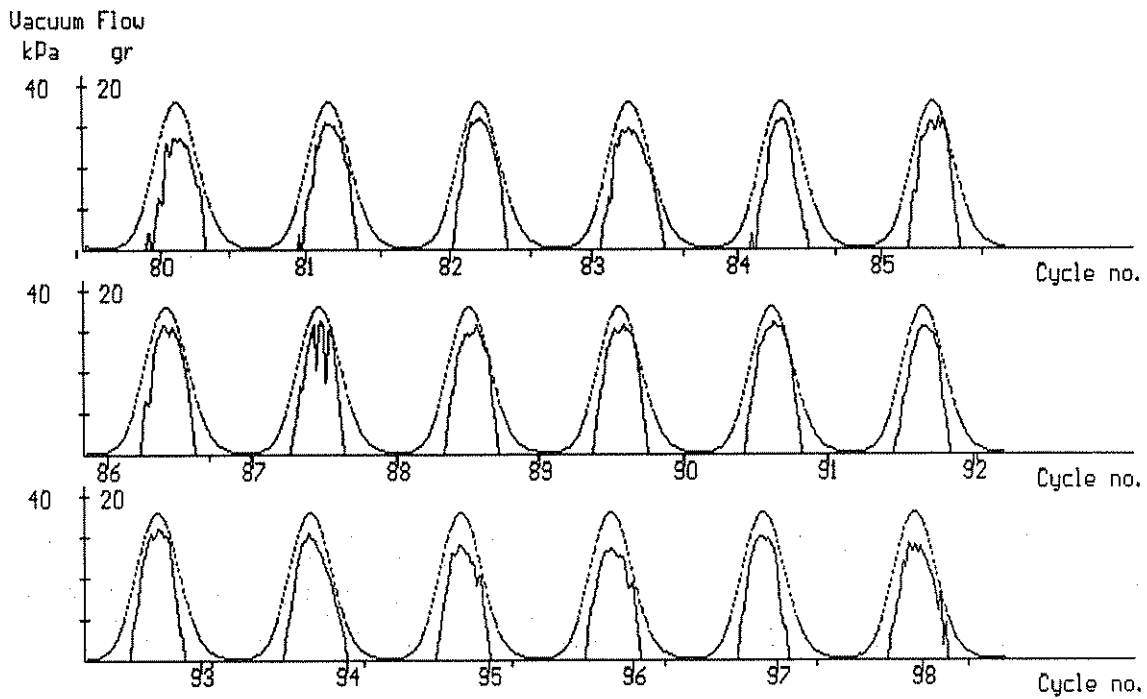 Vacuum Flow
kPa gr
40 20
80 81 82 83 84 85 Cycle no.
40 20
86 87 88 89 90 91 92 Cycle no.
40 20
93 94 95 96 97 98 Cycle no.